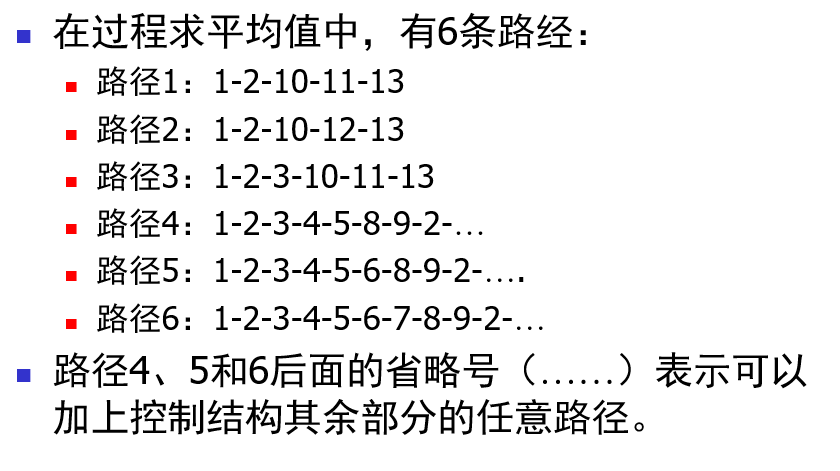 在过程求平均值中，有6条路经：
路径1：1-2-10-11-13
路径2：1-2-10-12-13
路径3：1-2-3-10-11-13
路径4：1-2-3-4-5-8-9-2-…
路径5：1-2-3-4-5-6-8-9-2-….
路径6：1-2-3-4-5-6-7-8-9-2-…
路径4、5和6后面的省略号（……）表示可以
加上控制结构其余部分的任意路径。